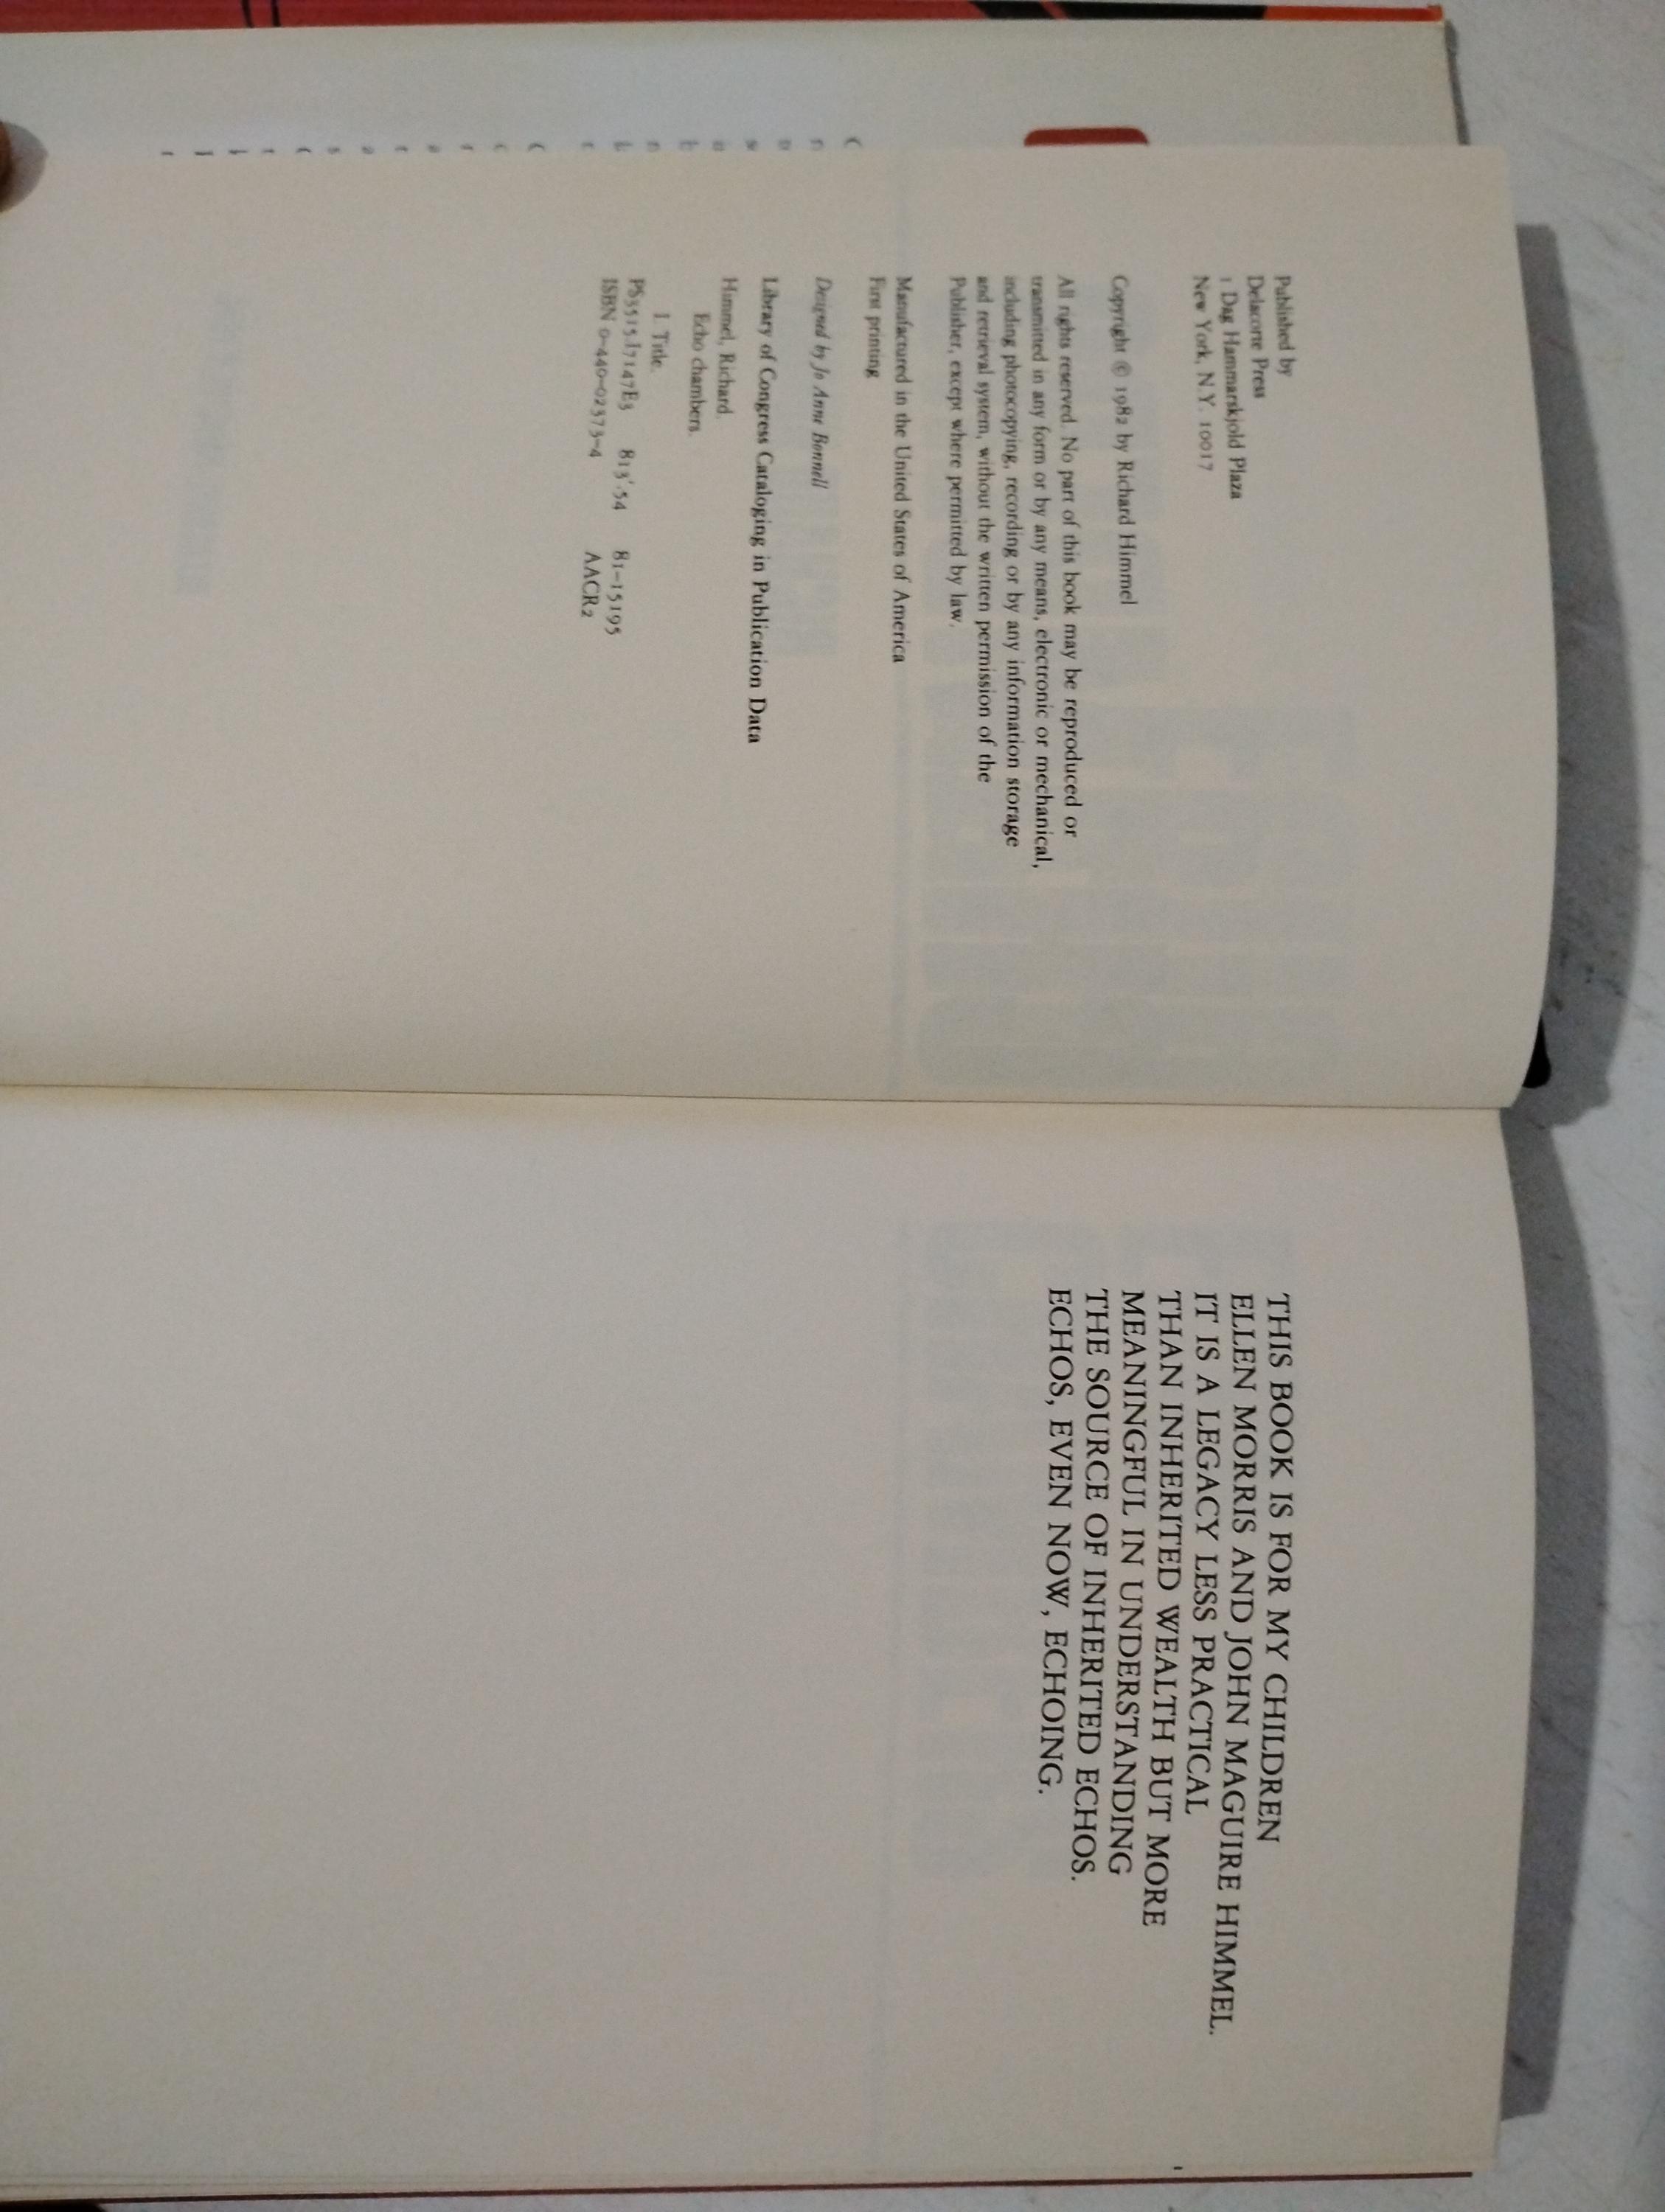 Published by
Delacorte Press
1 Dag Hammarskjold Plaza
New York, N.Y. 10017
Copyright © 1982 by Richard Himmel
All rights reserved. No part of this book may be reproduced or
transmitted in any form or by any means, electronic or mechanical,
including photocopying, recording or by any information storage
and retrieval system, without the written permission of the
Publisher, except where permitted by law.
Manufactured in the United States of America
First printing
Designed by Jo Anne Bonnell
Library of Congress Cataloging in Publication Data
Himmel, Richard.
Echo chambers.
I. Title.
PS3515.I7147E3 813'.54 81-15195
ISBN 0-440-02373-4 AACR2
THIS BOOK IS FOR MY CHILDREN
ELLEN MORRIS AND JOHN MAGUIRE HIMMEL.
IT IS A LEGACY LESS PRACTICAL
THAN INHERITED WEALTH BUT MORE
MEANINGFUL IN UNDERSTANDING
THE SOURCE OF INHERITED ECHOS.
ECHOS, EVEN NOW, ECHOING.